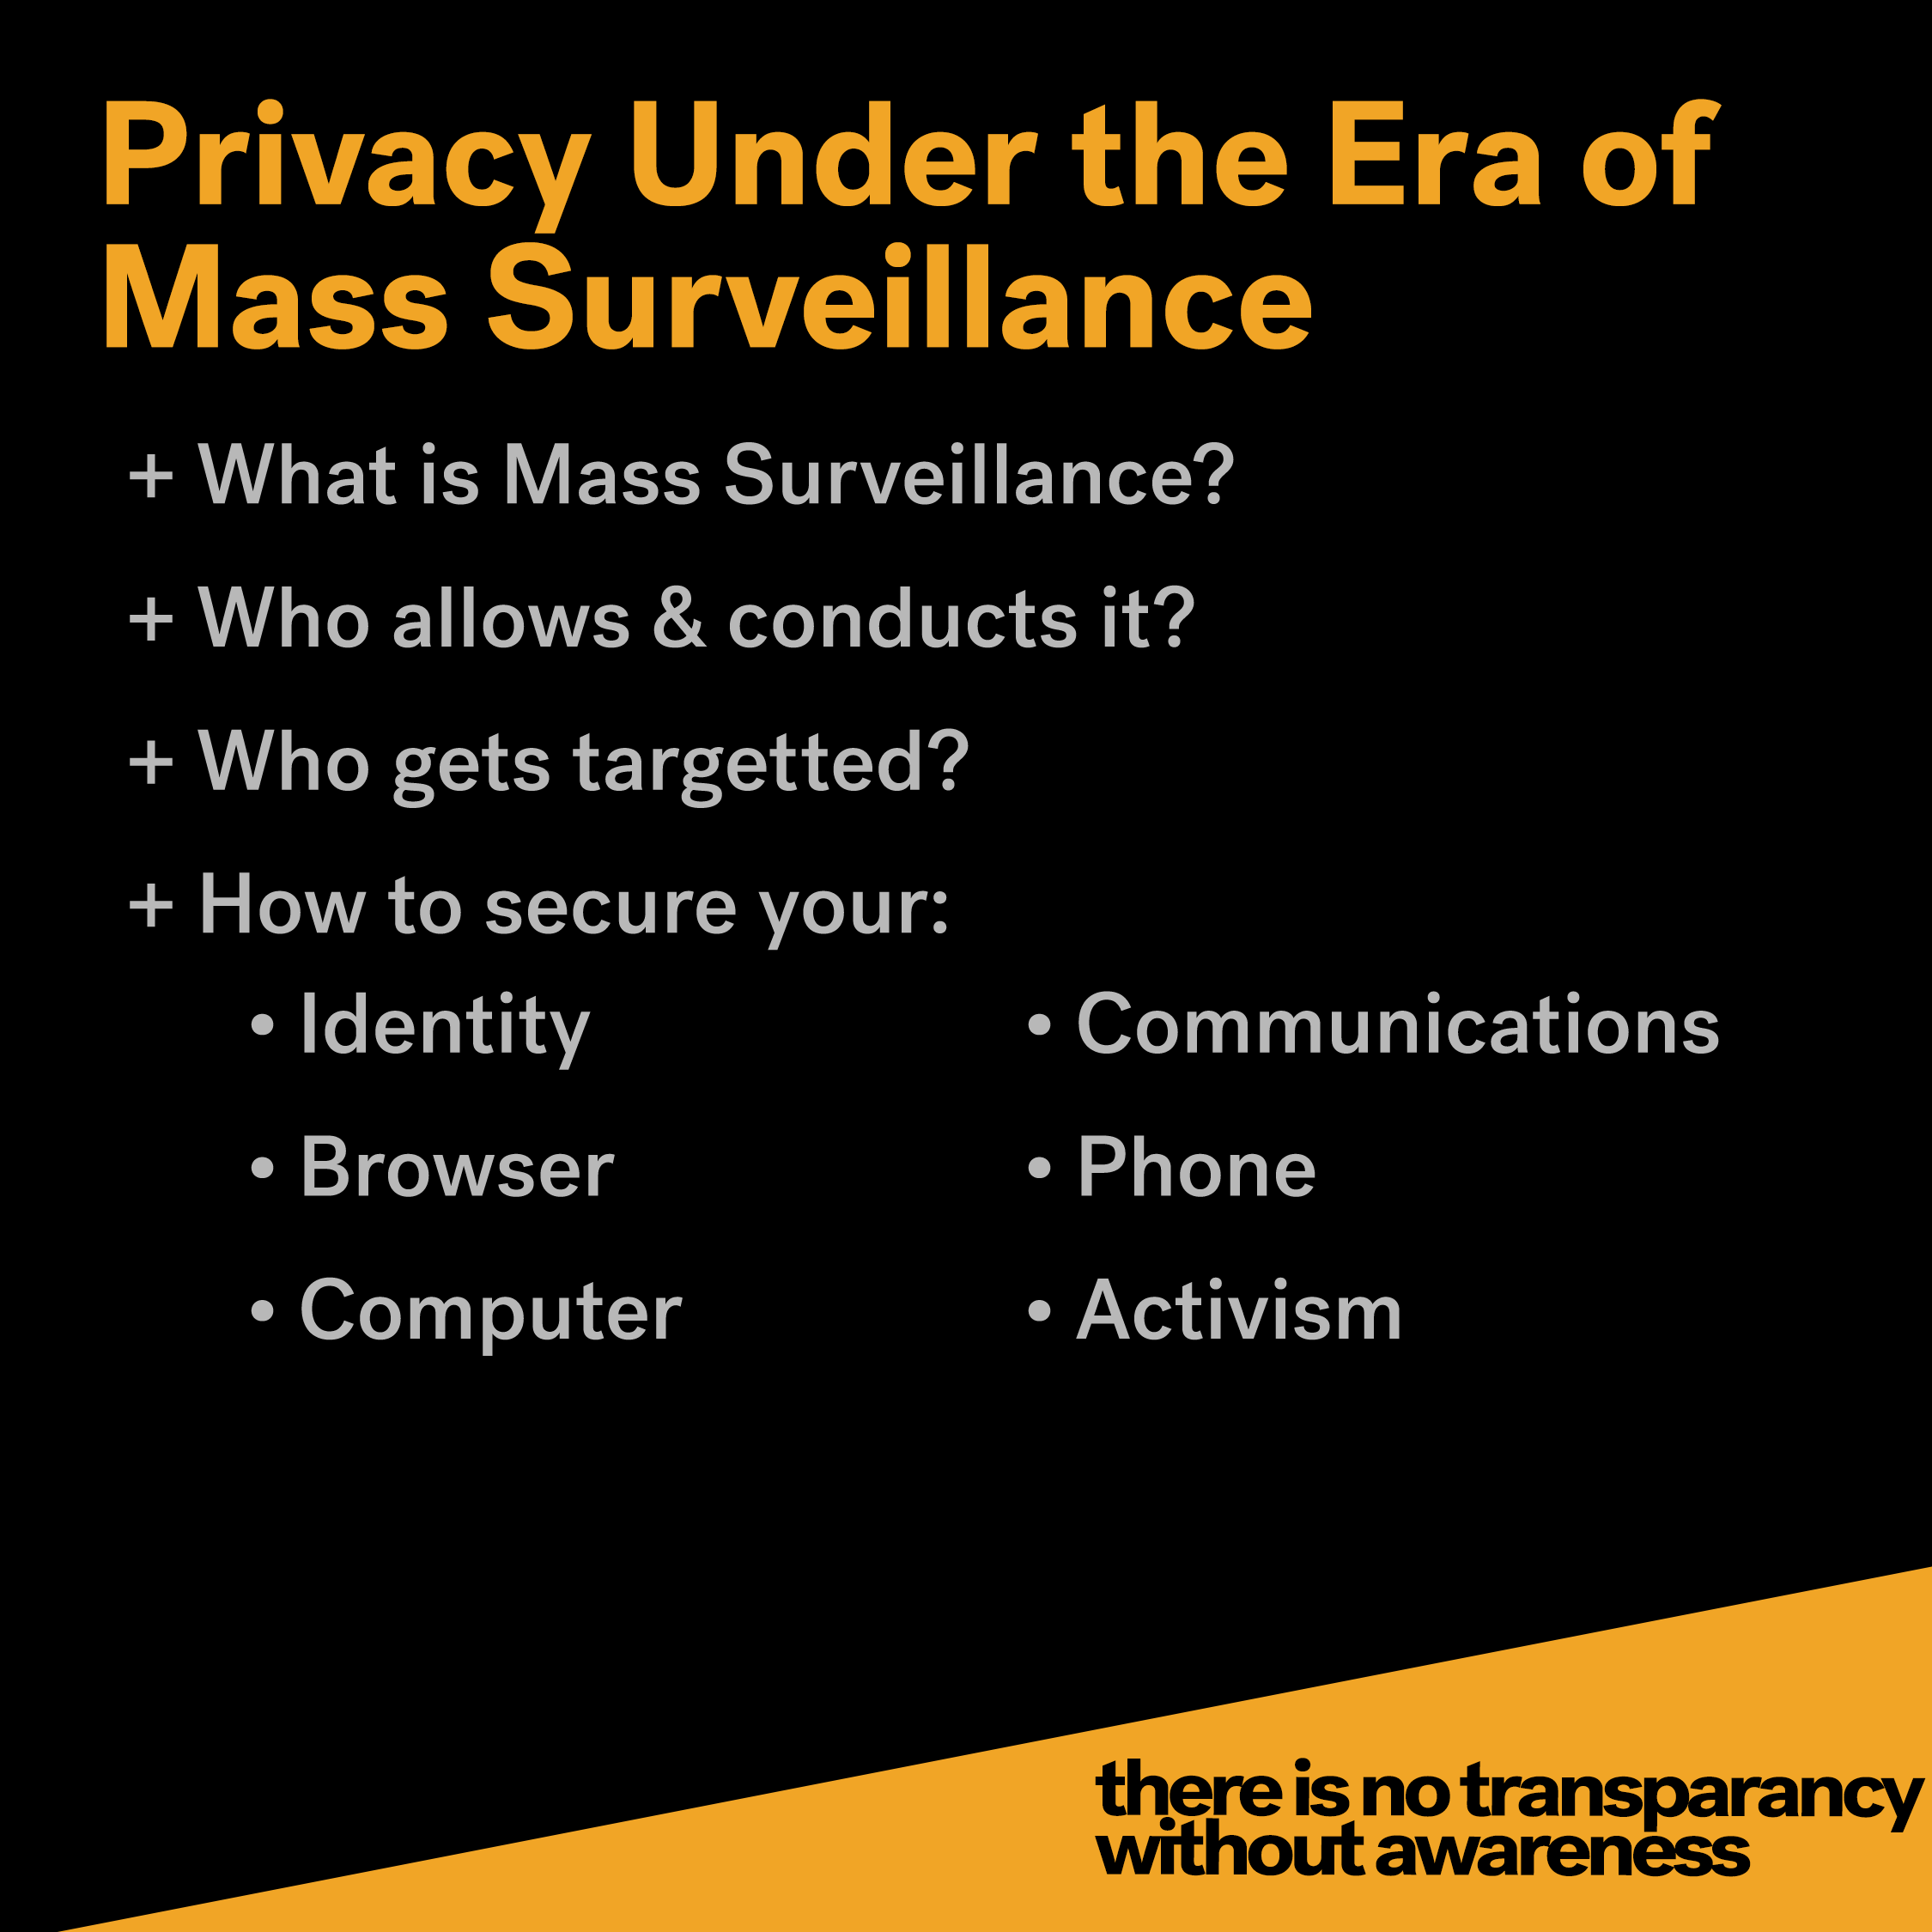 Privacy Under the Era of
Mass Surveillance
+ What is Mass Surveillance?
+ Who allows & conducts it?
+ Who gets targetted?
+ How to secure your:
• Identity
• Browser
• Computer
• Communications
• Phone
• Activism
there is no transparancy
without awareness